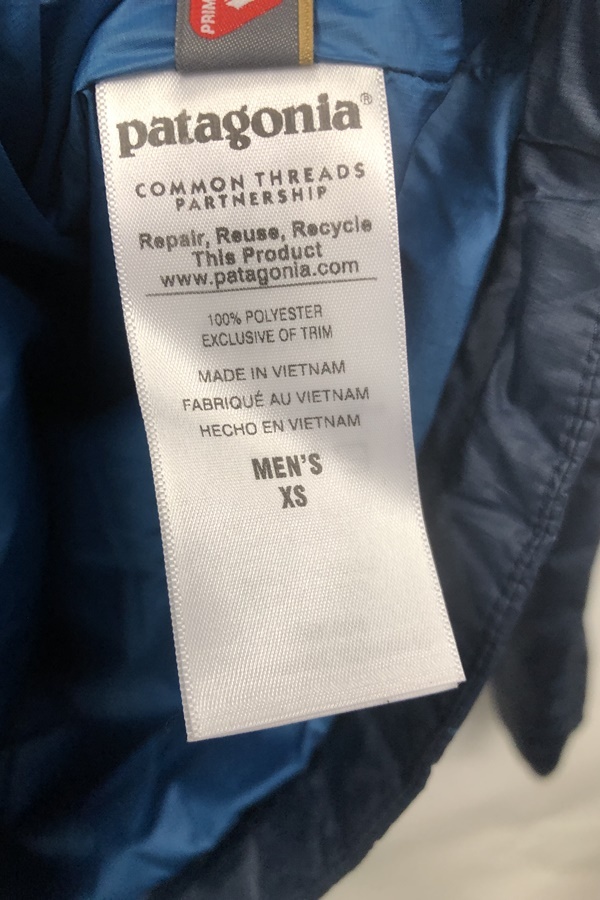 patagonia®
COMMON THREADS
PARTNERSHIP
Repair, Reuse, Recycle
This Product
www.patagonia.com
100% POLYESTER
EXCLUSIVE OF TRIM
MADE IN VIETNAM
FABRIQUÉ AU VIETNAM
HECHO EN VIETNAM
MEN'S
XS